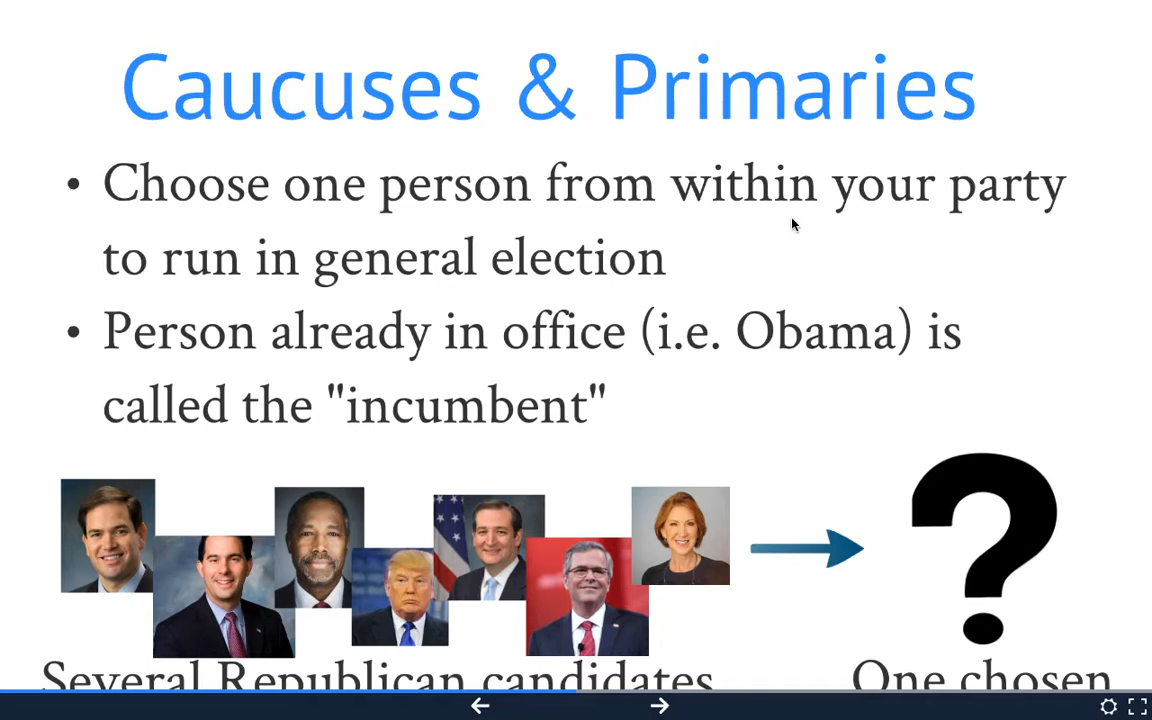 Caucuses & Primaries
• Choose one person from within your party
to run in general election
• Person already in office (i.e. Obama) is
called the "incumbent"
?
Several Republican candidates
One chosen